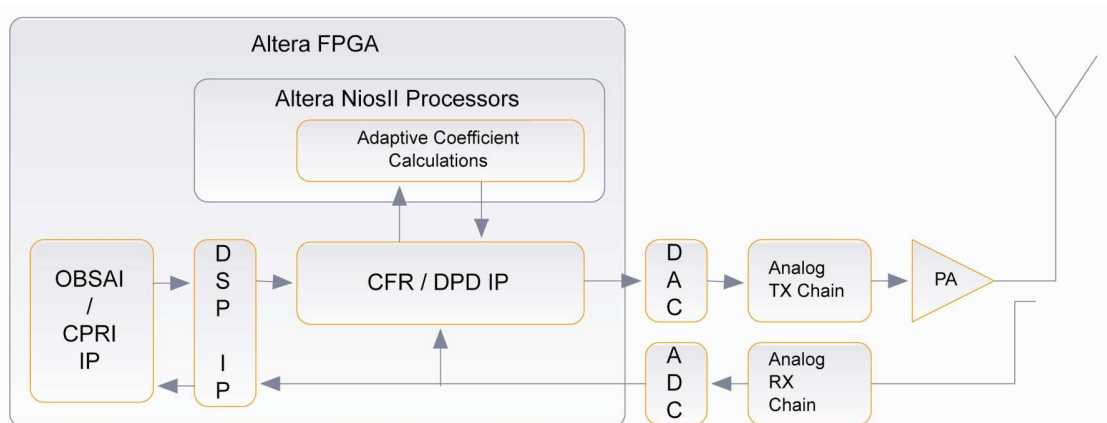 Altera FPGA
Altera NiosII Processors
Adaptive Coefficient
Calculations
OBSAI
/
CPRI
IP
D
S
P
I
P
CFR / DPD IP
D
A
C
Analog
TX Chain
PA
A
D
C
Analog
RX
Chain